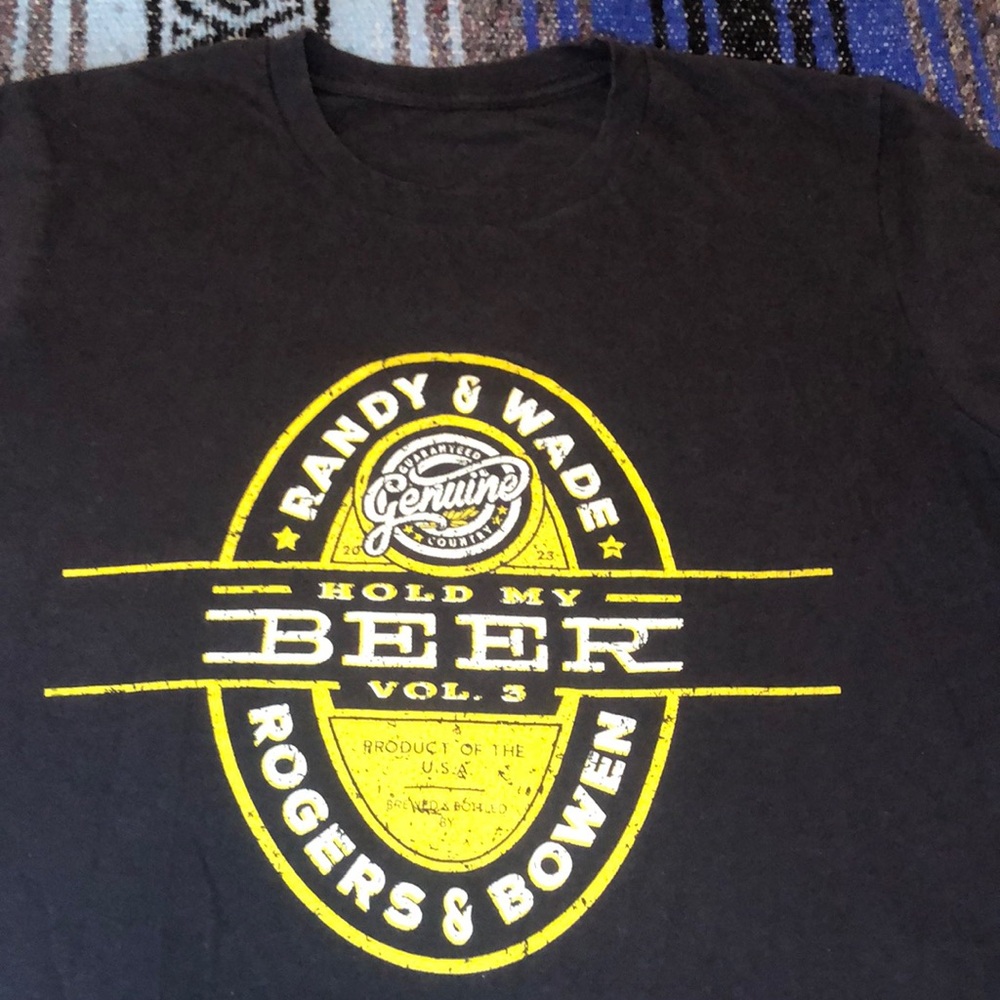 RANDY & WADE
GUARANTEED
Genuine
COUNTRY
20 23
HOLD MY
BEER
VOL. 3
PRODUCT OF THE
U.S.A
BREWED & BOTTLED
BY
ROGERS & BOWEN